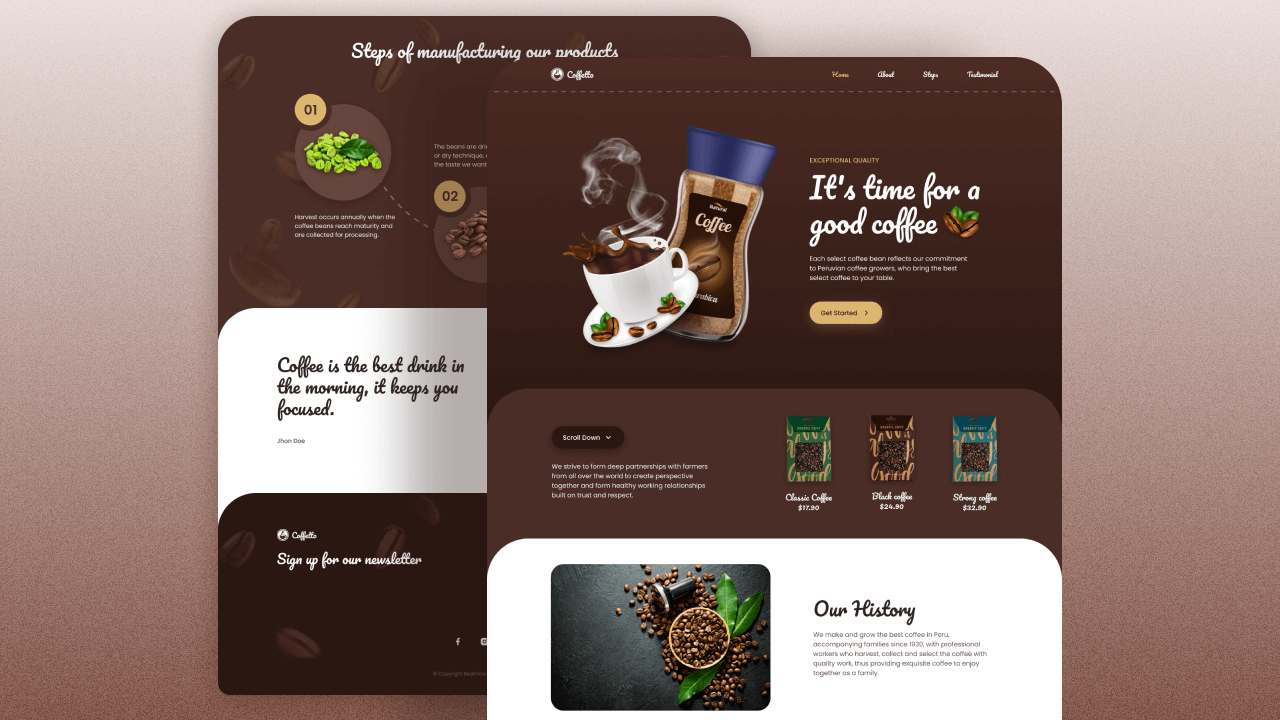 Steps of manufacturing our products
01
Harvest occurs annually when the
coffee beans reach maturity and
are collected for processing.
The beans are
or dry technique,
the taste we want
02
Coffee is the best drink in
the morning, it keeps you
focused.
Jhon Doe
Coffetto
Sign up for our newsletter
© Copyright
Coffetto
Home
About
Steps
Testimonial
Natural
Coffee
EXCEPTIONAL QUALITY
It's time for a
good coffee
Each select coffee bean reflects our commitment
to Peruvian coffee growers, who bring the best
select coffee to your table.
Get Started
Scroll Down
We strive to form deep partnerships with farmers
from all over the world to create perspective
together and form healthy working relationships
built on trust and respect.
Classic Coffee
$17.90
Black coffee
$24.90
Strong coffee
$32.90
Our History
We make and grow the best coffee in Peru,
accompanying families since 1930, with professional
workers who harvest, collect and select the coffee with
quality work, thus providing exquisite coffee to enjoy
together as a family.